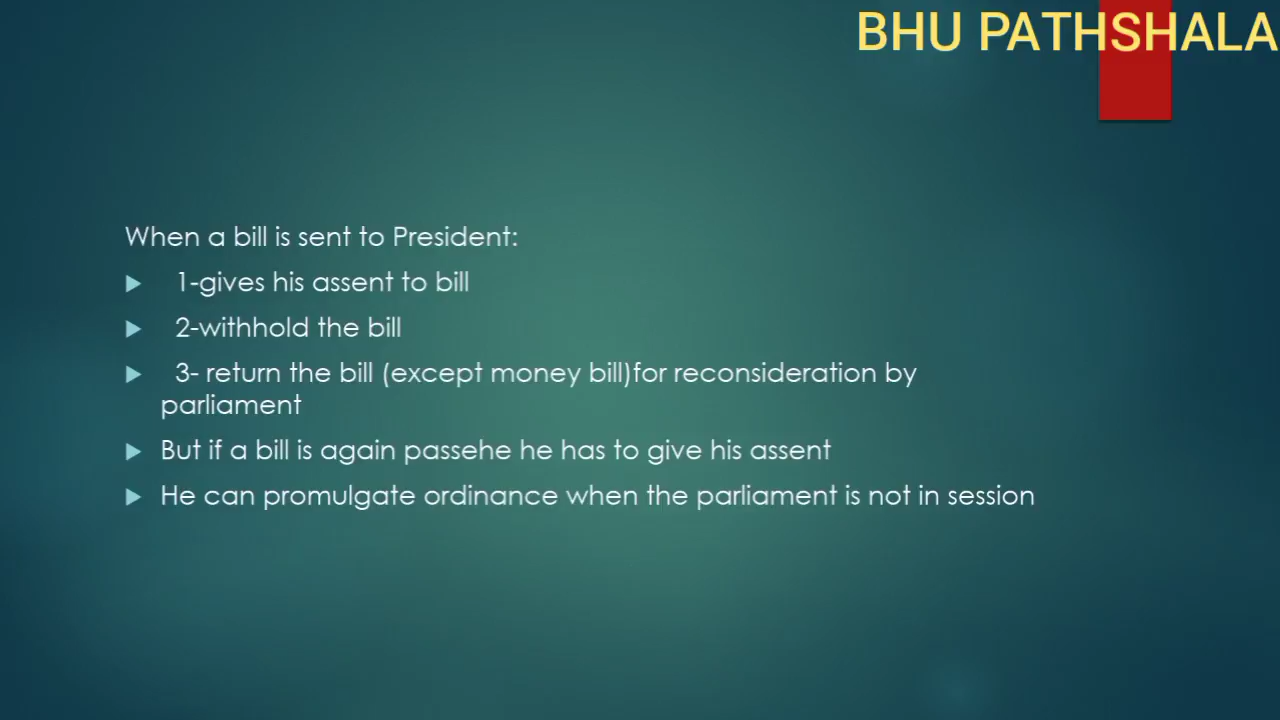 BHU PATHSHALA
When a bill is sent to President:
1-gives his assent to bill
2-withhold the bill
3- return the bill (except money bill)for reconsideration by
parliament
But if a bill is again passehe he has to give his assent
He can promulgate ordinance when the parliament is not in session